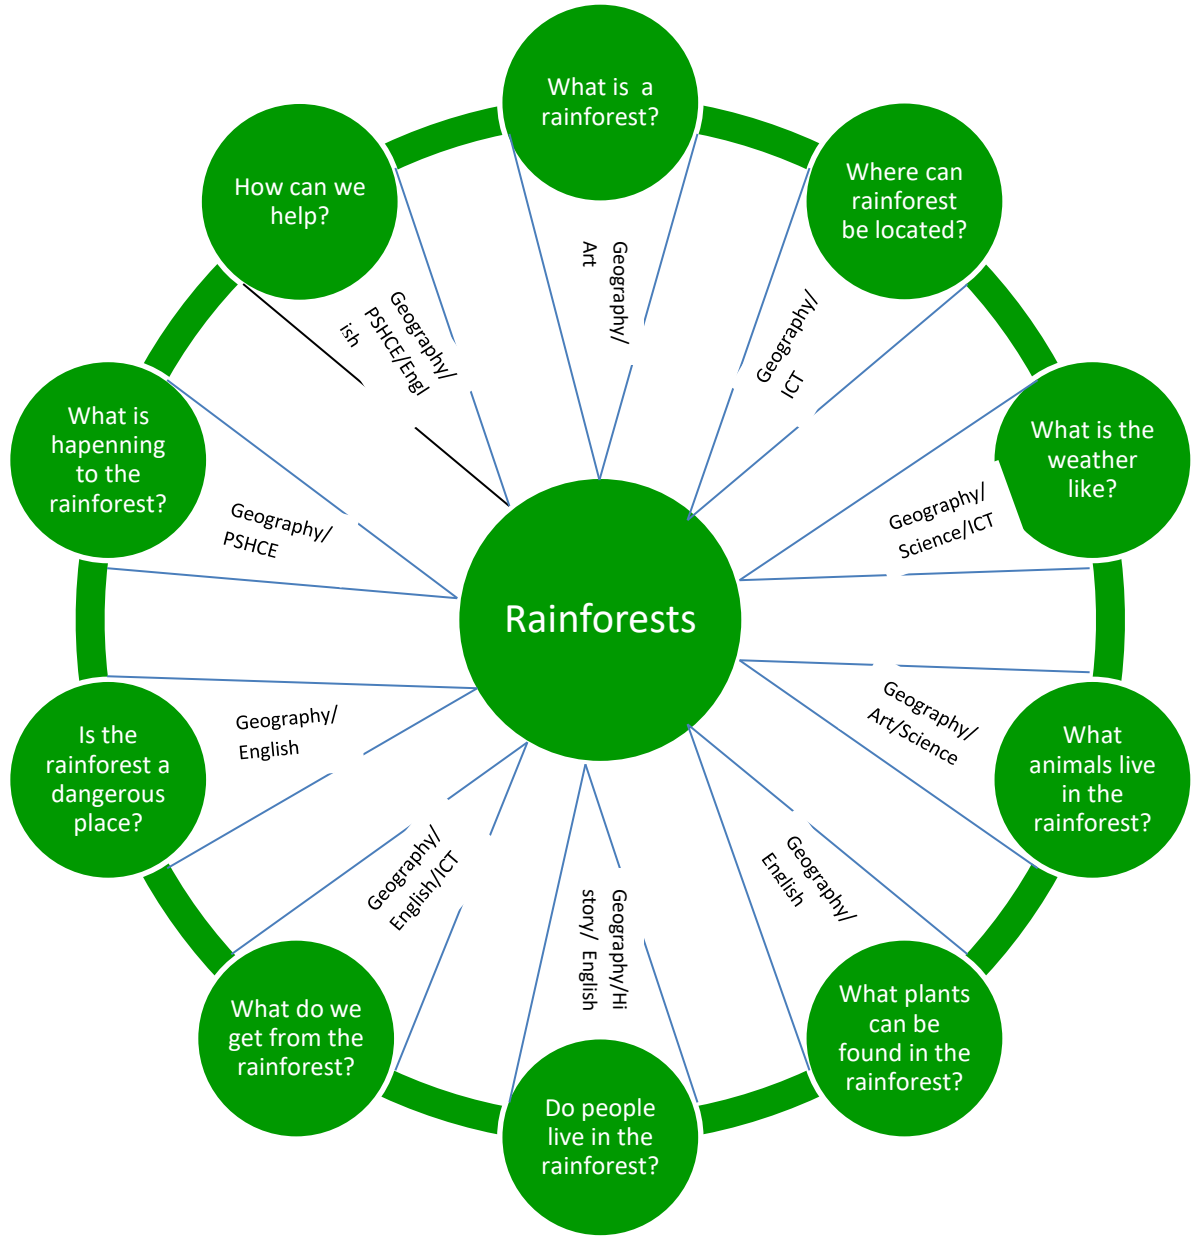 What is a
rainforest?
Geography/
Art
Where can
rainforest
be located?
Geography/
ICT
What is the
weather
like?
Geography/
Science/ICT
What
animals live
in the
rainforest?
Geography/
Art/Science
What plants
can be
found in the
rainforest?
Geography/
English
Do people
live in the
rainforest?
Geography/Hi
story/ English
What do we
get from the
rainforest?
Geography/
English/ICT
Is the
rainforest a
dangerous
place?
Geography/
English
What is
hapenning
to the
rainforest?
Geography/
PSHCE
How can we
help?
Geography/
PSHCE/Engl
ish
Rainforests